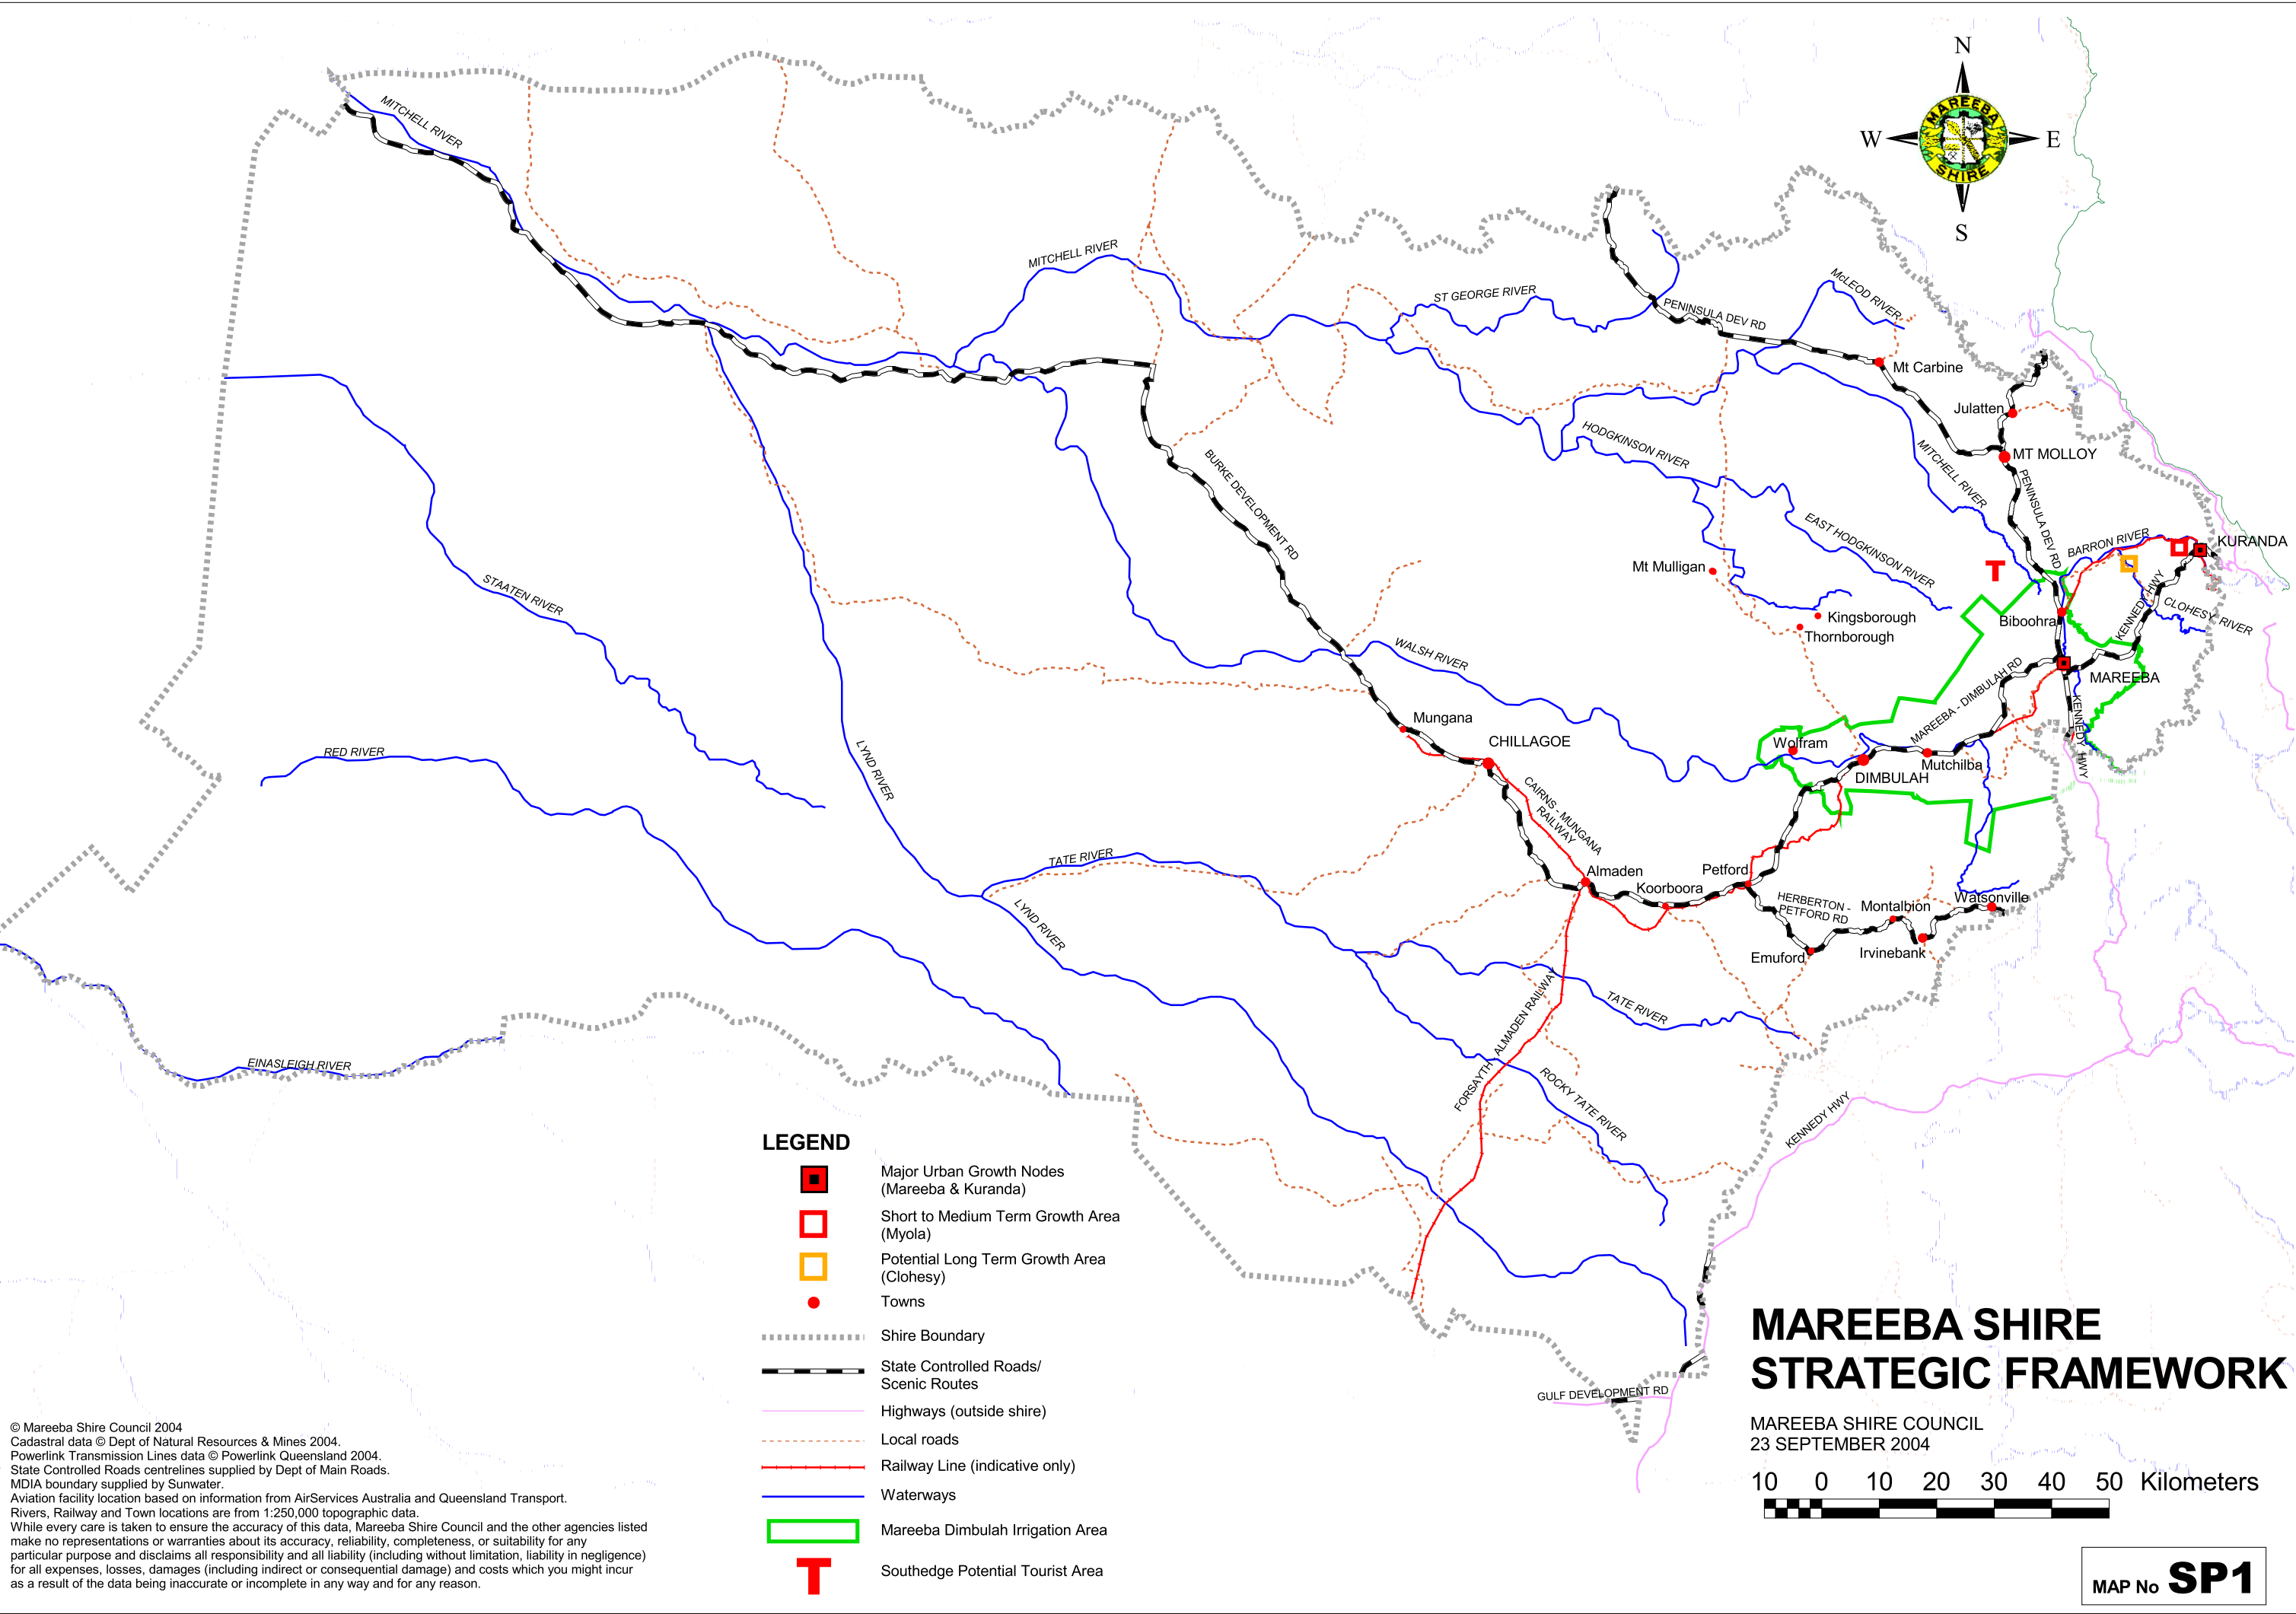 N
W
E
S
MAREEBA
SHIRE
MITCHELL RIVER
MITCHELL RIVER
ST GEORGE RIVER
PENINSULA DEV RD
McLEOD RIVER
Mt Carbine
Julatten
MT MOLLOY
HODGKINSON RIVER
MITCHELL RIVER
PENINSULA DEV RD
BURKE DEVELOPMENT RD
EAST HODGKINSON RIVER
BARRON RIVER
KURANDA
Mt Mulligan
T
STAATEN RIVER
KENNEDY HWY
CLOHESY RIVER
Kingsborough
Biboohra
Thornborough
WALSH RIVER
MAREEBA
MAREEBA - DIMBULAH RD
KENNEDY HWY
Mungana
CHILLAGOE
Wolfram
RED RIVER
LYND RIVER
Mutchilba
DIMBULAH
CAIRNS - MUNGANA
RAILWAY
TATE RIVER
Almaden
Petford
Koorboora
HERBERTON -
PETFORD RD
Montalbion
Watsonville
LYND RIVER
Emuford
Irvinebank
TATE RIVER
FORSAYTH - ALMADEN RAILWAY
EINASLEIGH RIVER
ROCKY TATE RIVER
KENNEDY HWY
GULF DEVELOPMENT RD
LEGEND
Major Urban Growth Nodes
(Mareeba & Kuranda)
Short to Medium Term Growth Area
(Myola)
Potential Long Term Growth Area
(Clohesy)
Towns
Shire Boundary
State Controlled Roads/
Scenic Routes
Highways (outside shire)
Local roads
Railway Line (indicative only)
Waterways
Mareeba Dimbulah Irrigation Area
T Southedge Potential Tourist Area
© Mareeba Shire Council 2004
Cadastral data © Dept of Natural Resources & Mines 2004.
Powerlink Transmission Lines data © Powerlink Queensland 2004.
State Controlled Roads centrelines supplied by Dept of Main Roads.
MDIA boundary supplied by Sunwater.
Aviation facility location based on information from AirServices Australia and Queensland Transport.
Rivers, Railway and Town locations are from 1:250,000 topographic data.
While every care is taken to ensure the accuracy of this data, Mareeba Shire Council and the other agencies listed
make no representations or warranties about its accuracy, reliability, completeness, or suitability for any
particular purpose and disclaims all responsibility and all liability (including without limitation, liability in negligence)
for all expenses, losses, damages (including indirect or consequential damage) and costs which you might incur
as a result of the data being inaccurate or incomplete in any way and for any reason.
MAREEBA SHIRE
STRATEGIC FRAMEWORK
MAREEBA SHIRE COUNCIL
23 SEPTEMBER 2004
10 0 10 20 30 40 50 Kilometers
MAP No SP1